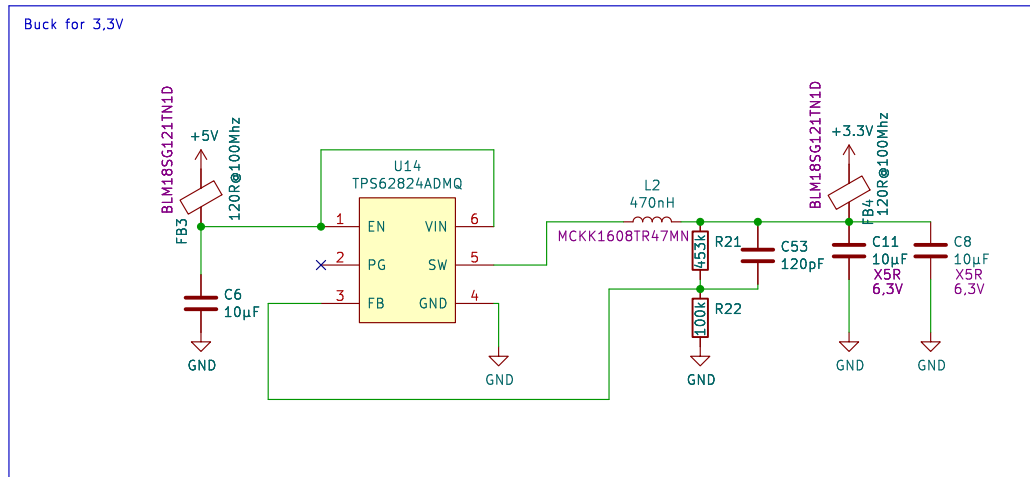 Buck for 3,3V
BLM18SG121TN1D
+5V
120R@100Mhz
FB3
C6
10µF
GND
U14
TPS62824ADMQ
1
EN
VIN
6
2
PG
SW
5
3
FB
GND
4
GND
L2
470nH
MCKK1608TR47MN
453k
R21
C53
120pF
100k
R22
GND
BLM18SG121TN1D
+3.3V
120R@100Mhz
FB4
C11
10µF
X5R
6,3V
GND
C8
10µF
X5R
6,3V
GND